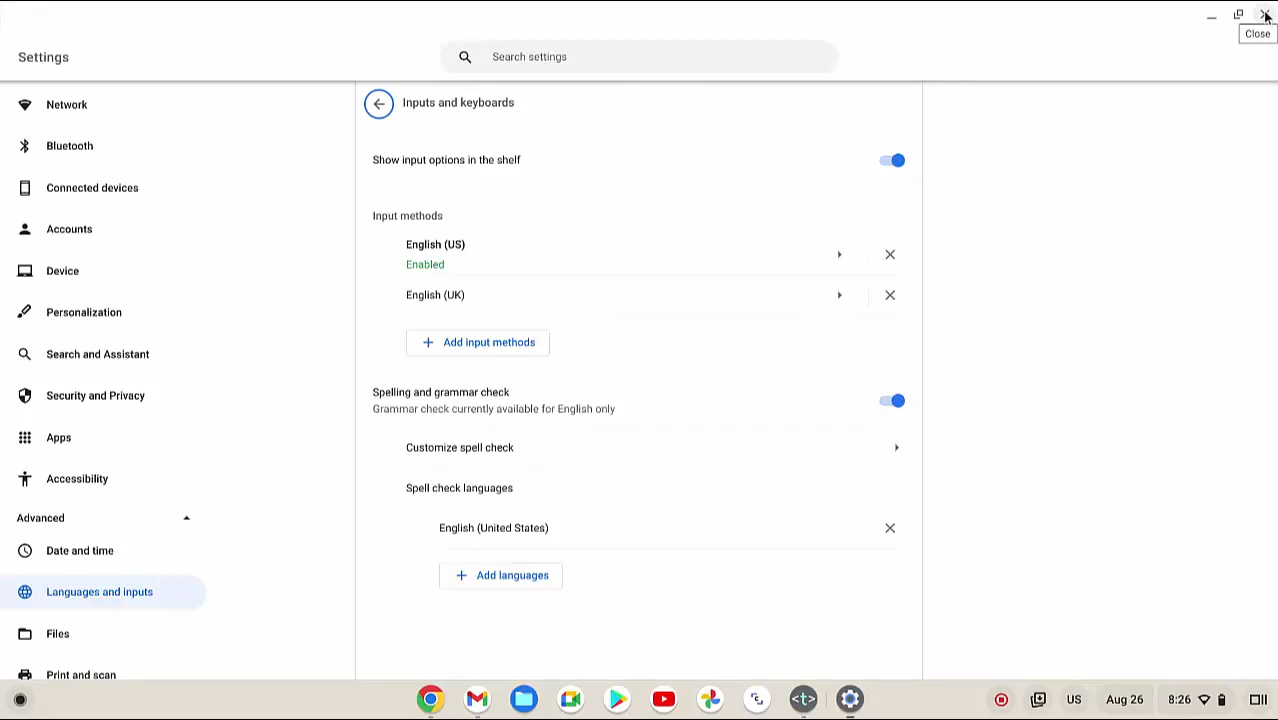 Close
Settings
Search settings
Network
Bluetooth
Connected devices
Accounts
Device
Personalization
Search and Assistant
Security and Privacy
Apps
Accessibility
Advanced
Date and time
Languages and inputs
Files
Print and scan
Inputs and keyboards
Show input options in the shelf
Input methods
English (US)
Enabled
English (UK)
+ Add input methods
Spelling and grammar check
Grammar check currently available for English only
Customize spell check
Spell check languages
English (United States)
+ Add languages
<t> US Aug 26 8:26